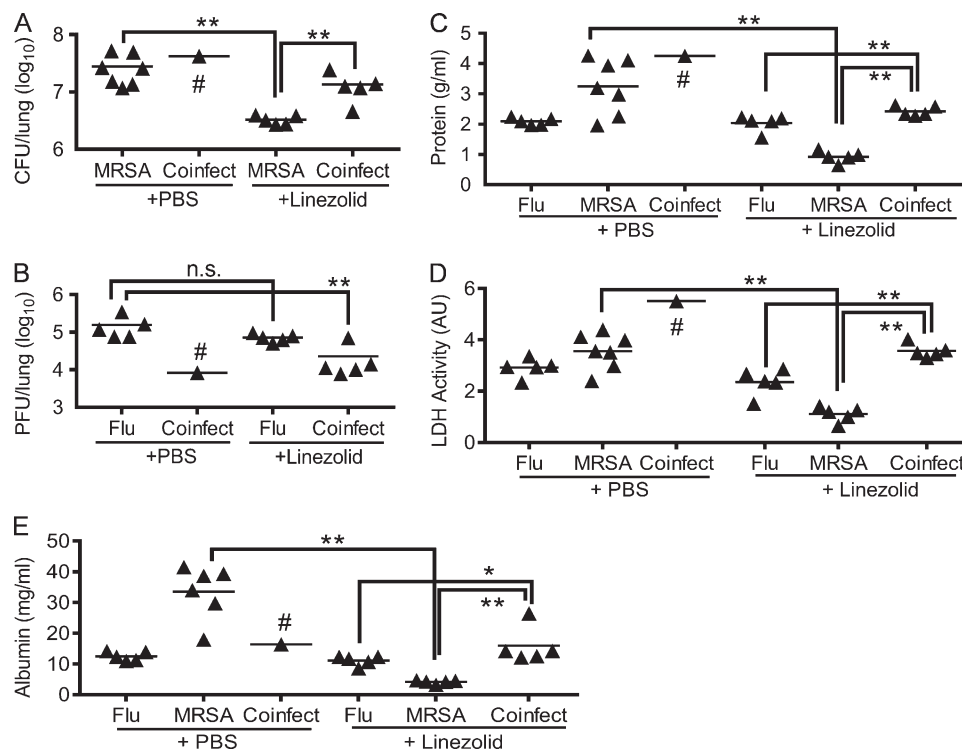 A
CFU/lung (log10)
8
7
6
**
**
#
MRSA Coinfect MRSA Coinfect
+PBS +Linezolid
B
PFU/lung (log10)
6
5
4
3
n.s.
**
#
Flu Coinfect Flu Coinfect
+PBS +Linezolid
C
Protein (g/ml)
5
4
3
2
1
0
**
**
**
#
Flu MRSA Coinfect Flu MRSA Coinfect
+ PBS + Linezolid
D
LDH Activity (AU)
6
4
2
0
**
**
**
#
Flu MRSA Coinfect Flu MRSA Coinfect
+ PBS + Linezolid
E
Albumin (mg/ml)
50
40
30
20
10
0
**
*
**
#
Flu MRSA Coinfect Flu MRSA Coinfect
+ PBS + Linezolid